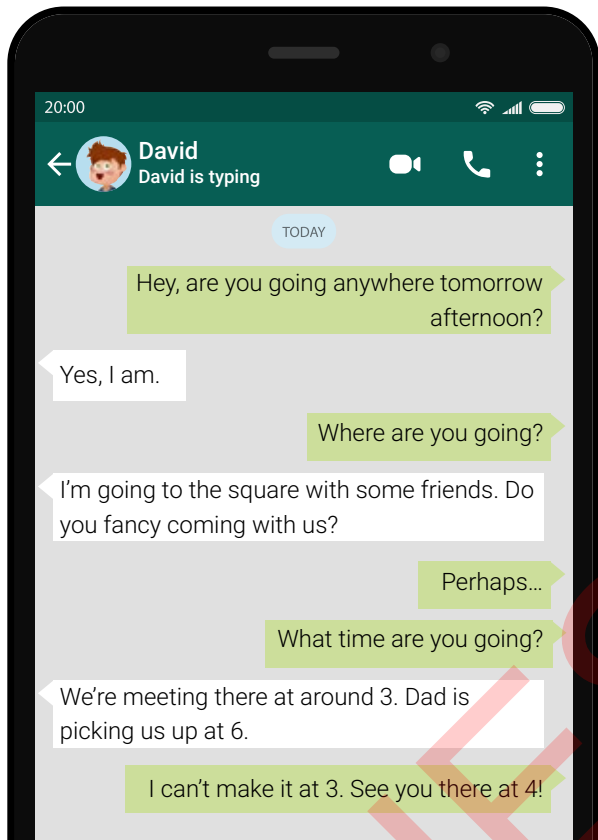 20:00
David
David is typing
TODAY
Hey, are you going anywhere tomorrow
afternoon?
Yes, I am.
Where are you going?
I'm going to the square with some friends. Do
you fancy coming with us?
Perhaps...
What time are you going?
We're meeting there at around 3. Dad is
picking us up at 6.
I can't make it at 3. See you there at 4!